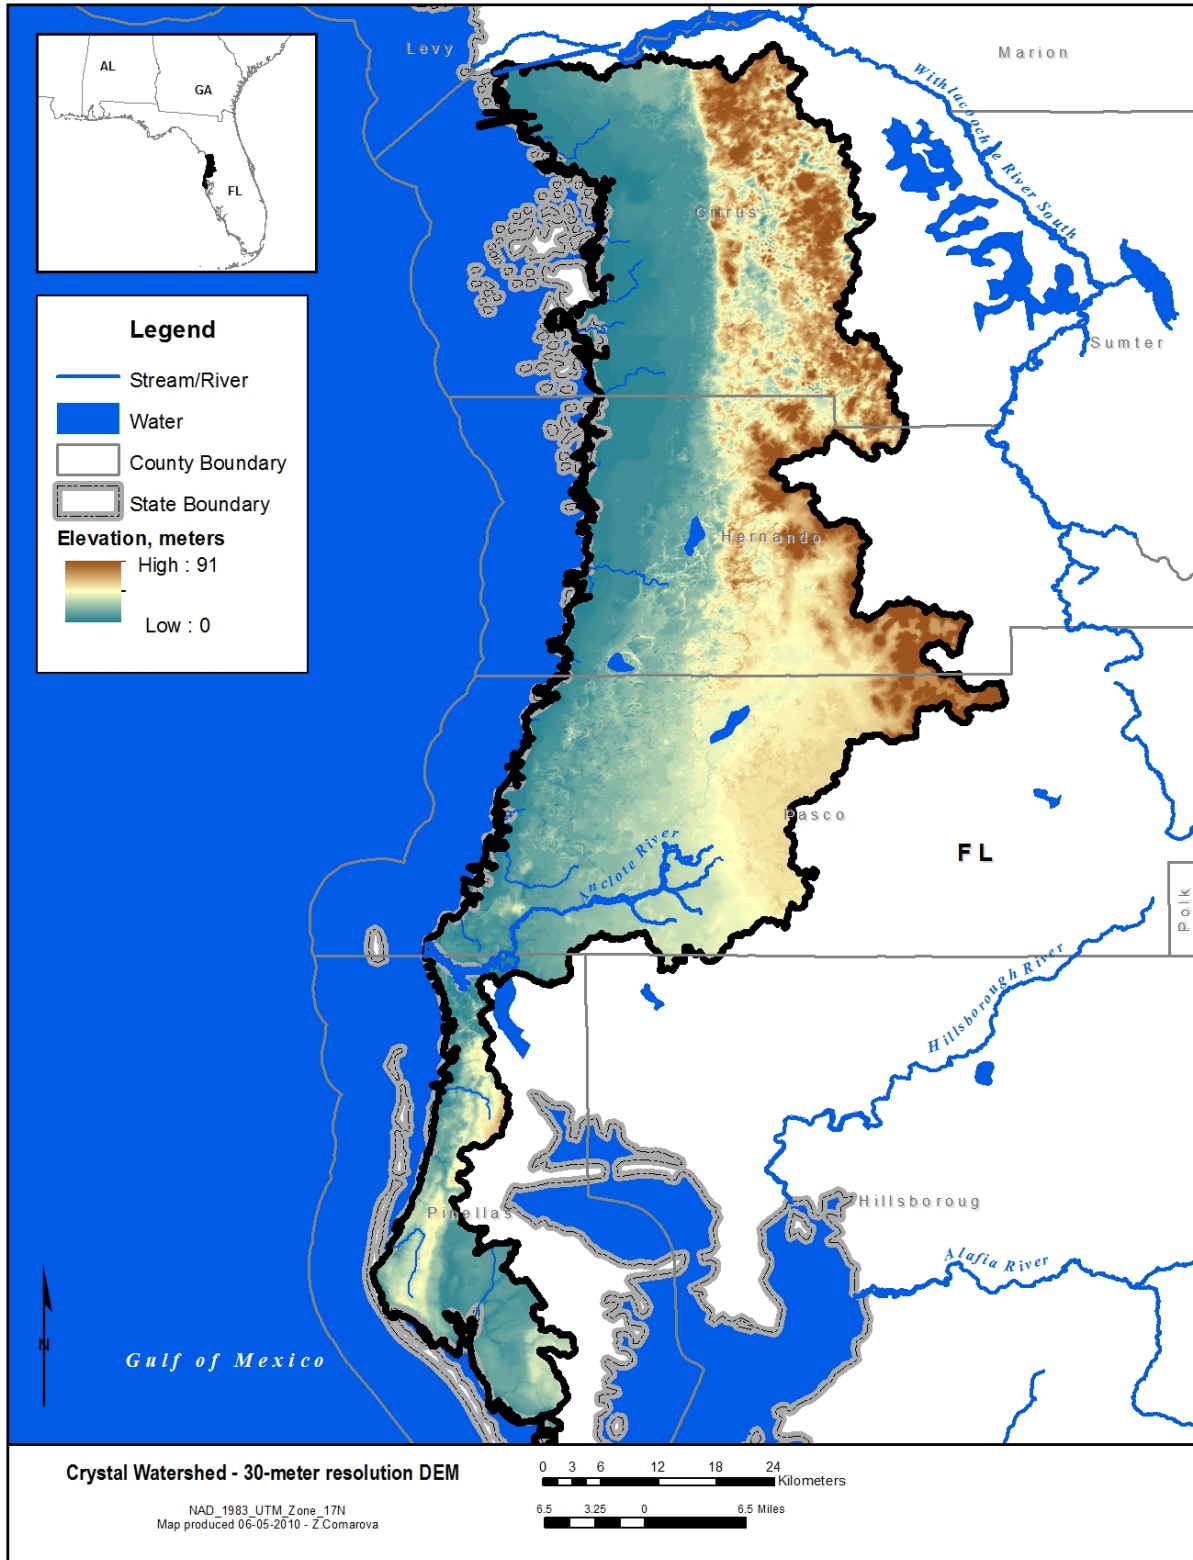 Levy
Marion
AL
GA
FL
Withlacoochie River South
Citrus
Sumter
Legend
Stream/River
Water
County Boundary
State Boundary
Elevation, meters
High : 91
Low : 0
Hernando
Pasco
FL
Anclote River
Polk
Hillsborough River
Pinellas
Hillsboroug
Alafia River
N
Gulf of Mexico
Crystal Watershed - 30-meter resolution DEM
NAD_1983_UTM_Zone_17N
Map produced 06-05-2010 - Z.Comarova
0 3 6 12 18 24
Kilometers
6.5 3.25 0 6.5 Miles